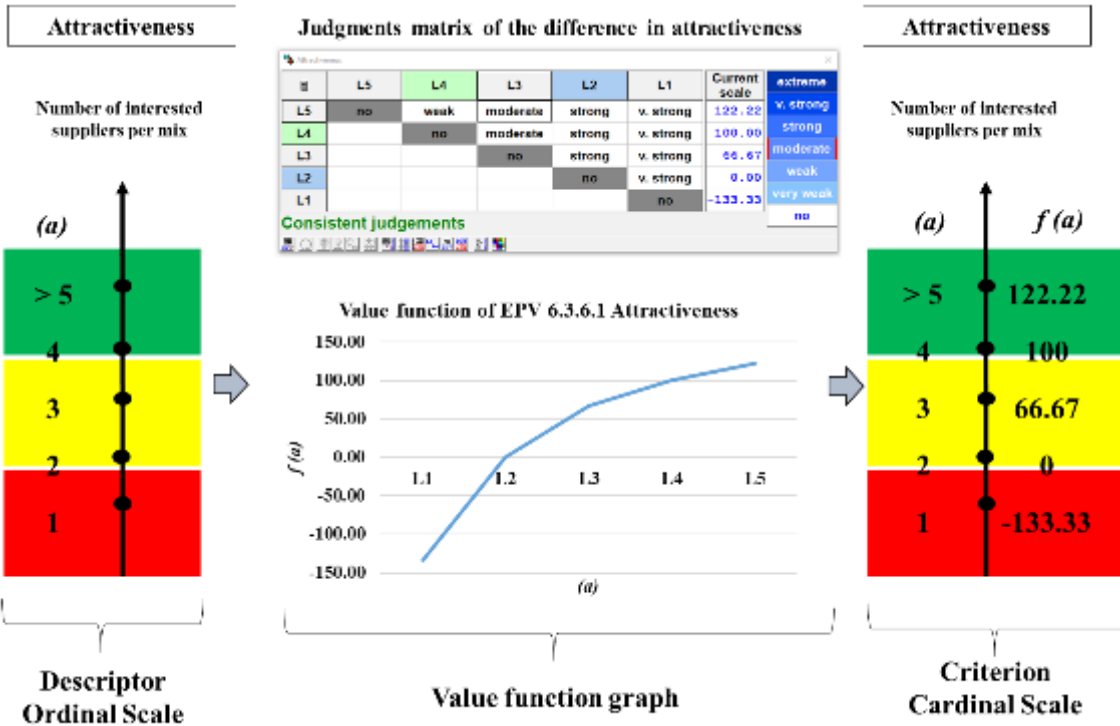 Attractiveness
Number of interested
suppliers per mix
(a)
> 5
4
3
2
1
Descriptor
Ordinal Scale
Judgments matrix of the difference in attractiveness
Attractiveness
L5 L4 L3 L2 L1 Current scale
L5 no weak moderate strong v. strong 122.22
L4 no moderate strong v. strong 100.00
L3 no strong v. strong 66.67
L2 no v. strong 0.00
L1 no -133.33
extreme
v. strong
strong
moderate
weak
very weak
no
Consistent judgements
Value function of EPV 6.3.6.1 Attractiveness
150.00
100.00
50.00
0.00
-50.00
-100.00
-150.00
f (a)
L1 L2 L3 L4 L5
(a)
Value function graph
Attractiveness
Number of interested
suppliers per mix
(a) f (a)
> 5 122.22
4 100
3 66.67
2 0
1 -133.33
Criterion
Cardinal Scale